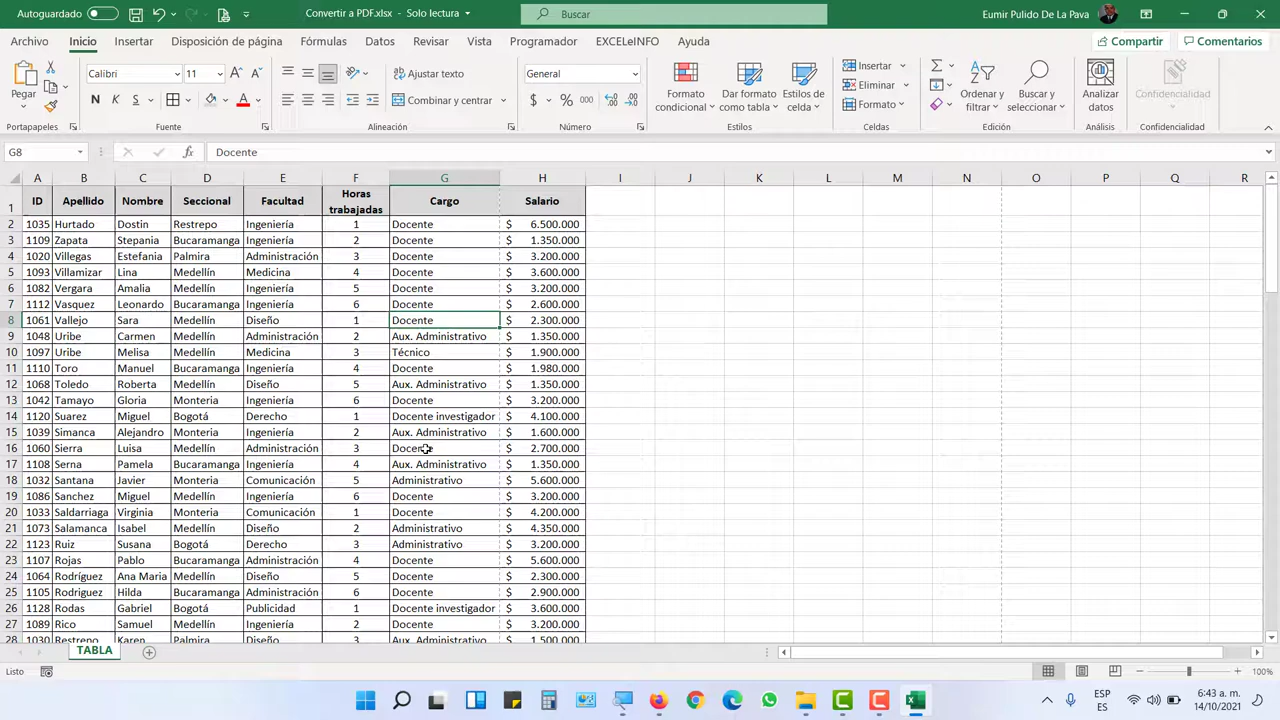 Autoguardado
Convertir a PDF.xlsx - Solo lectura
Buscar
Eumir Pulido De La Pava
Archivo Inicio Insertar Disposición de página Fórmulas Datos Revisar Vista Programador EXCELeINFO Ayuda Compartir Comentarios
Pegar
Calibri 11
N K S
Ajustar texto
Combinar y centrar
General
$ % 000
Formato condicional
Dar formato como tabla
Estilos de celda
Insertar
Eliminar
Formato
Ordenar y filtrar
Buscar y seleccionar
Analizar datos
Confidencialidad
Portapapeles Fuente Alineación Número Estilos Celdas Edición Análisis Confidencialidad
G8 fx Docente
A B C D E F G H I J K L M N O P Q R
1 ID Apellido Nombre Seccional Facultad Horas trabajadas Cargo Salario
2 1035 Hurtado Dostin Restrepo Ingeniería 1 Docente $ 6.500.000
3 1109 Zapata Stepania Bucaramanga Ingeniería 2 Docente $ 1.350.000
4 1020 Villegas Estefania Palmira Administración 3 Docente $ 3.200.000
5 1093 Villamizar Lina Medellín Medicina 4 Docente $ 3.600.000
6 1082 Vergara Amalia Medellín Ingeniería 5 Docente $ 3.200.000
7 1112 Vasquez Leonardo Bucaramanga Ingeniería 6 Docente $ 2.600.000
8 1061 Vallejo Sara Medellín Diseño 1 Docente $ 2.300.000
9 1048 Uribe Carmen Medellín Administración 2 Aux. Administrativo $ 1.350.000
10 1097 Uribe Melisa Medellín Medicina 3 Técnico $ 1.900.000
11 1110 Toro Manuel Bucaramanga Ingeniería 4 Docente $ 1.980.000
12 1068 Toledo Roberta Medellín Diseño 5 Aux. Administrativo $ 1.350.000
13 1042 Tamayo Gloria Monteria Ingeniería 6 Docente $ 3.200.000
14 1120 Suarez Miguel Bogotá Derecho 1 Docente investigador $ 4.100.000
15 1039 Simanca Alejandro Monteria Ingeniería 2 Aux. Administrativo $ 1.600.000
16 1060 Sierra Luisa Medellín Administración 3 Docente $ 2.700.000
17 1108 Serna Pamela Bucaramanga Ingeniería 4 Aux. Administrativo $ 1.350.000
18 1032 Santana Javier Monteria Comunicación 5 Administrativo $ 5.600.000
19 1086 Sanchez Miguel Medellín Ingeniería 6 Docente $ 3.200.000
20 1033 Saldarriaga Virginia Monteria Comunicación 1 Docente $ 4.200.000
21 1073 Salamanca Isabel Medellín Diseño 2 Administrativo $ 4.350.000
22 1123 Ruiz Susana Bogotá Derecho 3 Administrativo $ 3.200.000
23 1107 Rojas Pablo Bucaramanga Administración 4 Docente $ 5.600.000
24 1064 Rodríguez Ana Maria Medellín Diseño 5 Docente $ 2.300.000
25 1105 Rodriguez Hilda Bucaramanga Administración 6 Docente $ 2.900.000
26 1128 Rodas Gabriel Bogotá Publicidad 1 Docente investigador $ 3.600.000
27 1089 Rico Samuel Medellín Ingeniería 2 Docente $ 3.200.000
28 1030 Restrepo Karen Palmira Diseño 3 Aux. Administrativo $ 1.500.000
TABLA
Listo
100%
ESP
ES
6:43 a. m.
14/10/2021